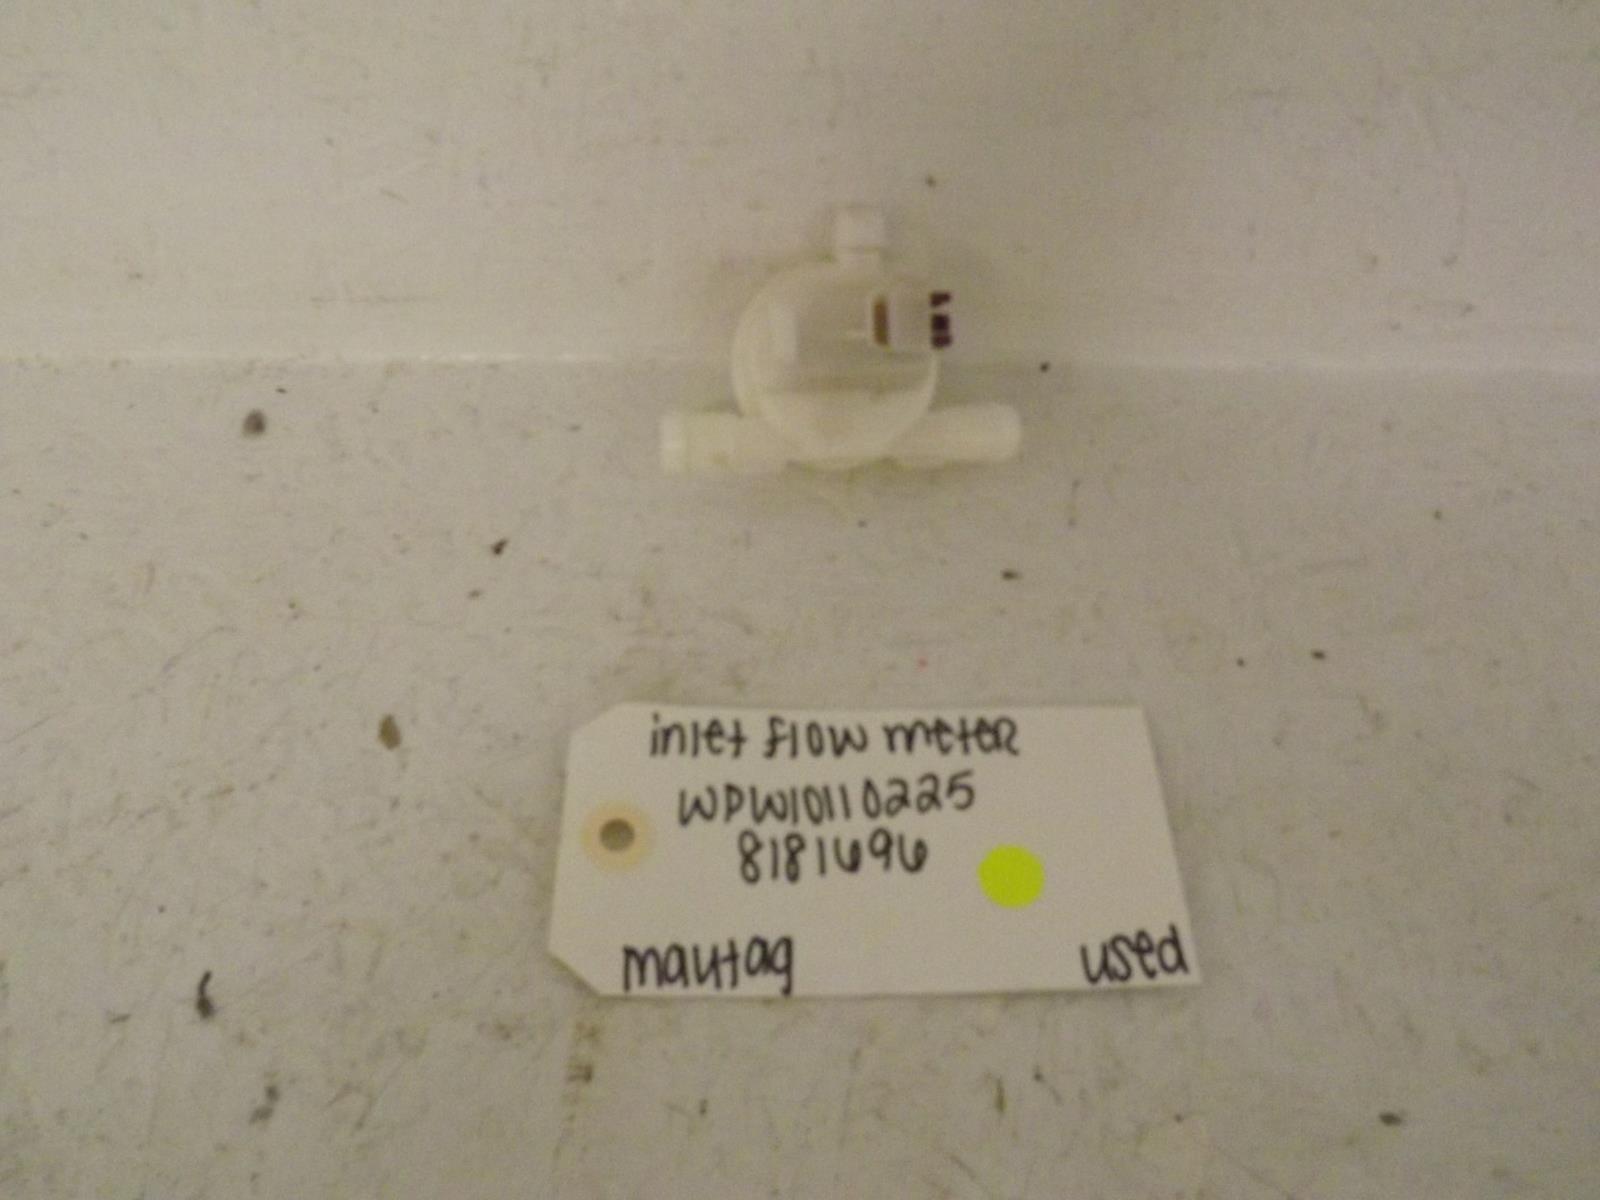 inlet flow meter
WPW10110225
8181696
maytag
used